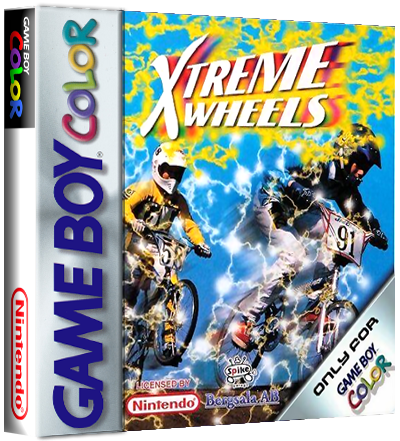 GAME BOY
COLOR
Nintendo
GAME BOY COLOR
XTREME
WHEELS
91
LICENSED BY
Nintendo
Spike
Bergsala AB
ONLY FOR
GAME BOY
COLOR